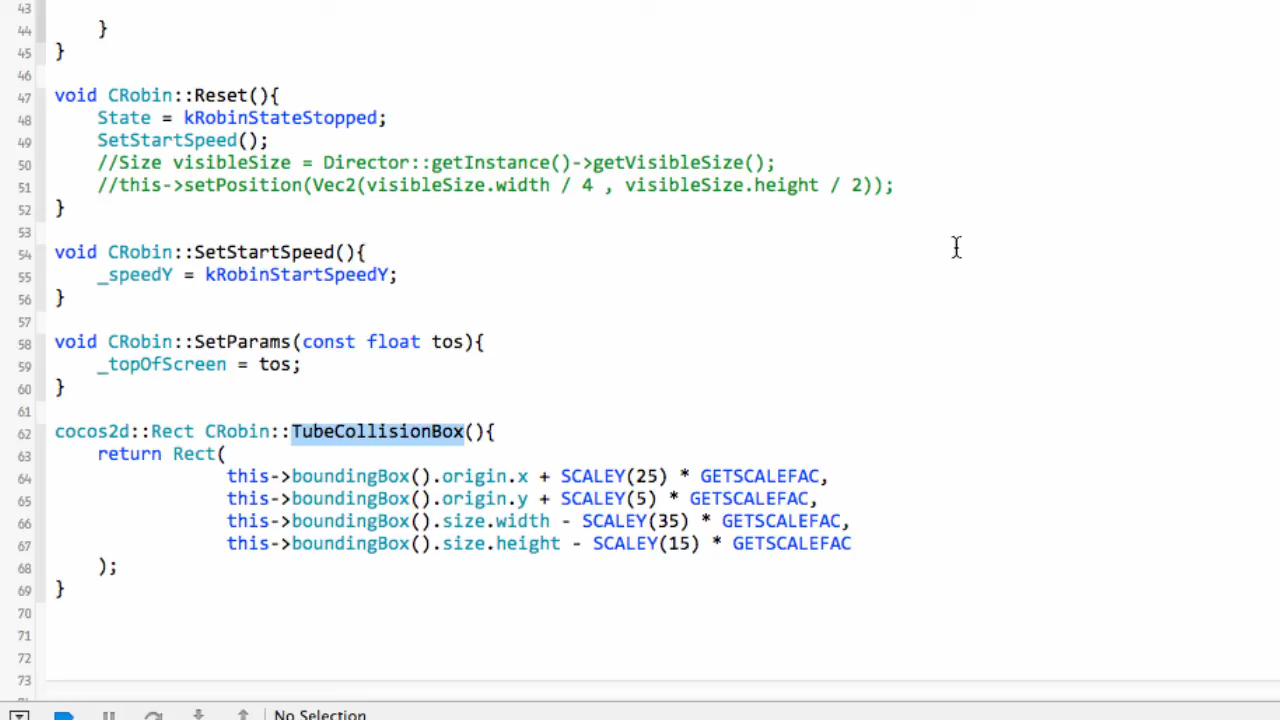 43
44     }
45 }
46
47 void CRobin::Reset(){
48     State = kRobinStateStopped;
49     SetStartSpeed();
50     //Size visibleSize = Director::getInstance()->getVisibleSize();
51     //this->setPosition(Vec2(visibleSize.width / 4 , visibleSize.height / 2));
52 }
53
54 void CRobin::SetStartSpeed(){
55     _speedY = kRobinStartSpeedY;
56 }
57
58 void CRobin::SetParams(const float tos){
59     _topOfScreen = tos;
60 }
61
62 cocos2d::Rect CRobin::TubeCollisionBox(){
63     return Rect(
64                 this->boundingBox().origin.x + SCALEY(25) * GETSCALEFAC,
65                 this->boundingBox().origin.y + SCALEY(5) * GETSCALEFAC,
66                 this->boundingBox().size.width - SCALEY(35) * GETSCALEFAC,
67                 this->boundingBox().size.height - SCALEY(15) * GETSCALEFAC
68     );
69 }
70
71
72
73
No Selection